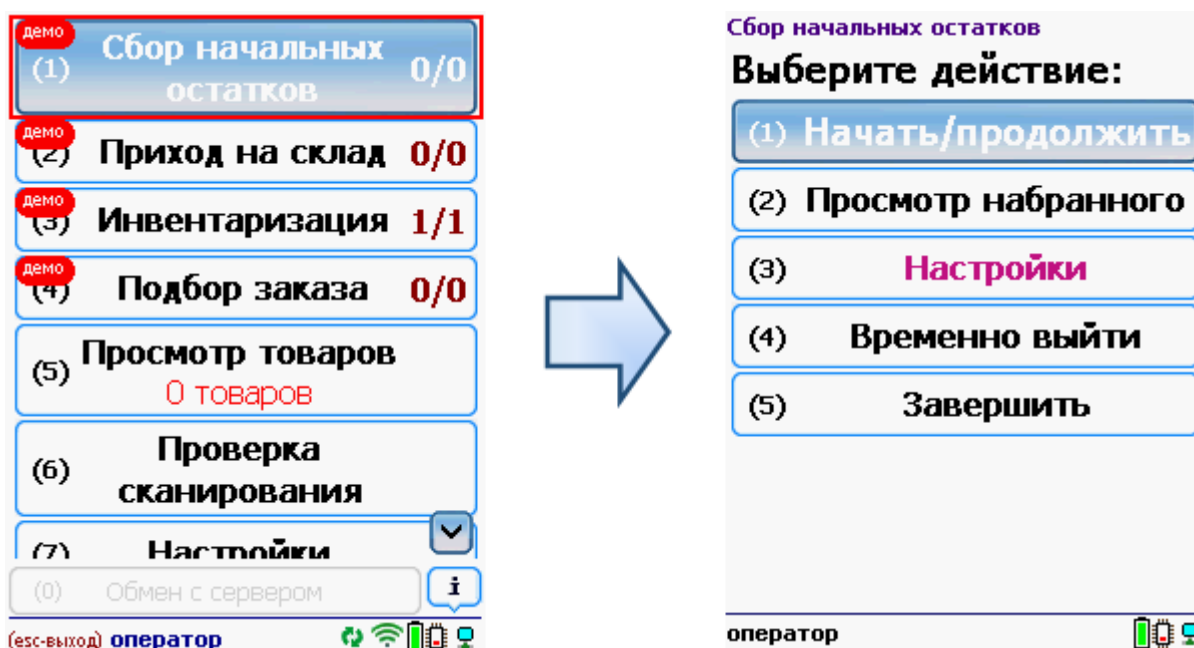 демо
(1) Сбор начальных 0/0
остатков
демо
(2) Приход на склад 0/0
демо
(3) Инвентаризация 1/1
демо
(4) Подбор заказа 0/0
(5) Просмотр товаров
0 товаров
(6) Проверка
сканирования
(7) Настройки
(0) Обмен с сервером i
(esc-выход) оператор
Сбор начальных остатков
Выберите действие:
(1) Начать/продолжить
(2) Просмотр набранного
(3) Настройки
(4) Временно выйти
(5) Завершить
оператор